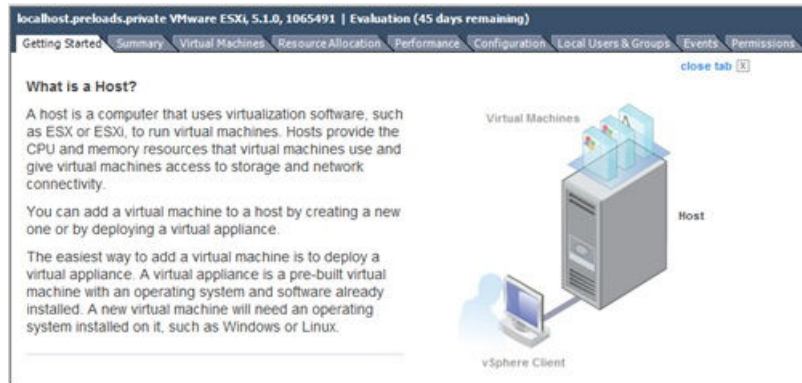 localhost.preloads.private VMware ESXi, 5.1.0, 1065491 | Evaluation (45 days remaining)
Getting Started Summary Virtual Machines Resource Allocation Performance Configuration Local Users & Groups Events Permissions
close tab X
What is a Host?
A host is a computer that uses virtualization software, such
as ESX or ESXi, to run virtual machines. Hosts provide the
CPU and memory resources that virtual machines use and
give virtual machines access to storage and network
connectivity.
You can add a virtual machine to a host by creating a new
one or by deploying a virtual appliance.
The easiest way to add a virtual machine is to deploy a
virtual appliance. A virtual appliance is a pre-built virtual
machine with an operating system and software already
installed. A new virtual machine will need an operating
system installed on it, such as Windows or Linux.
Virtual Machines
Host
vSphere Client